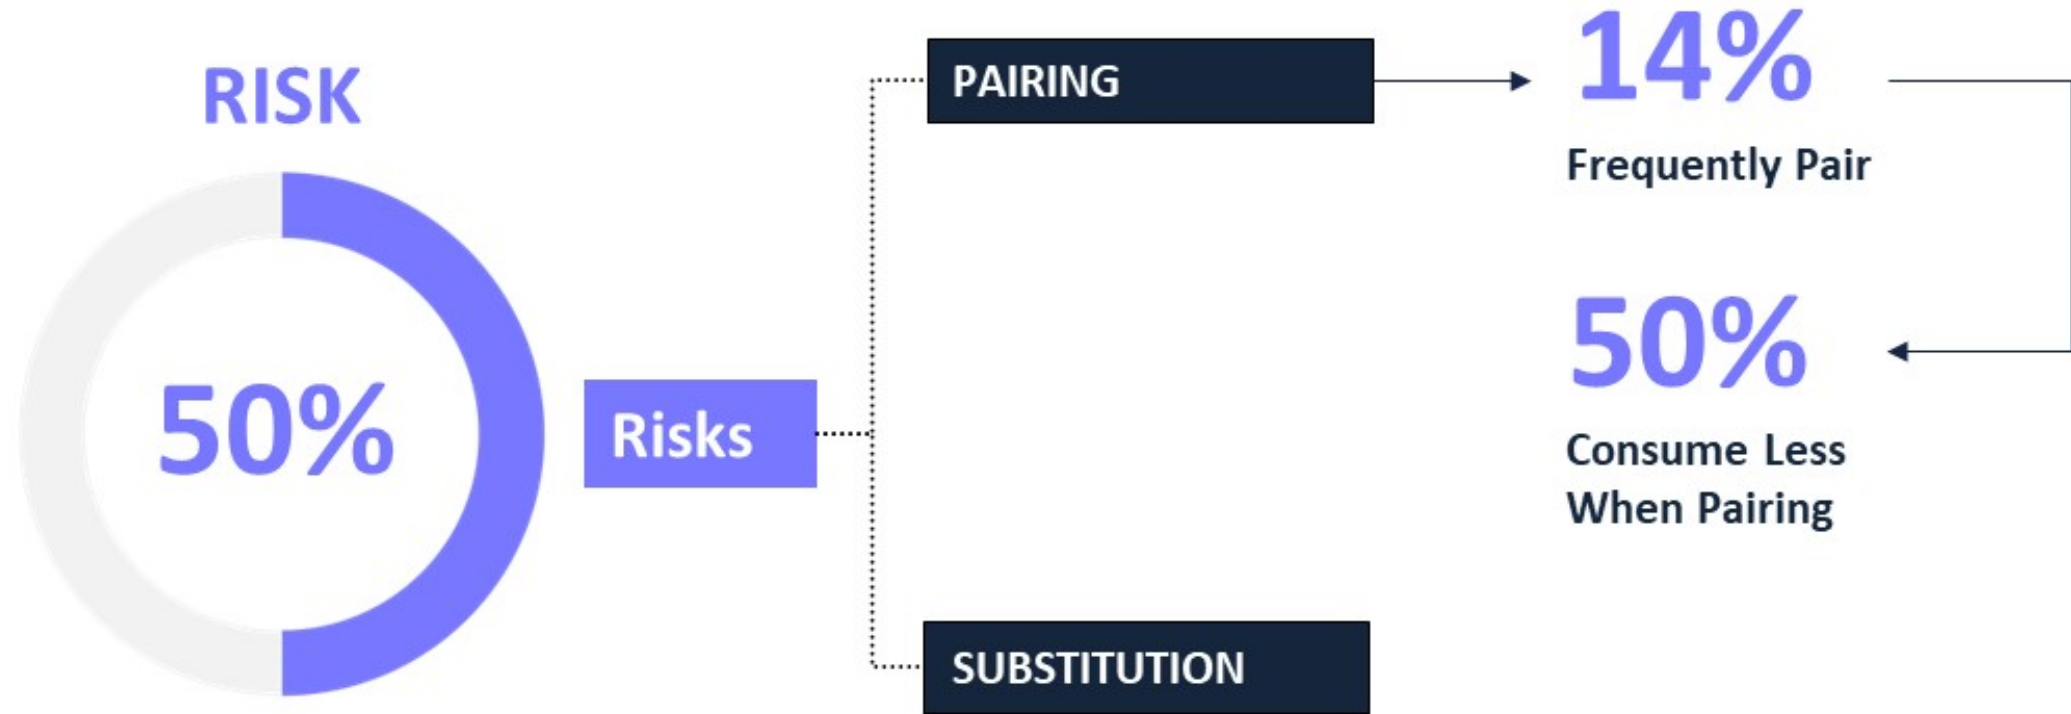 RISK
50%
Risks
PAIRING
14%
Frequently Pair
50%
Consume Less
When Pairing
SUBSTITUTION